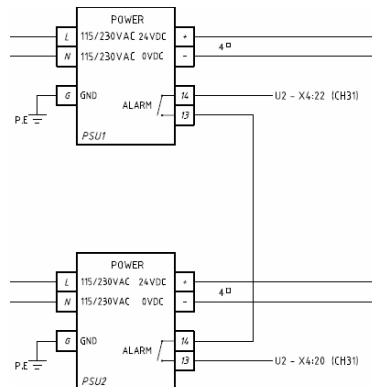 POWER
L 115/230VAC 24VDC +
4
N 115/230VAC 0VDC -
G GND 14 U2 - X4:22 (CH31)
ALARM
P.E 13
PSU1
POWER
L 115/230VAC 24VDC +
4
N 115/230VAC 0VDC -
G GND 14
ALARM
P.E 13 U2 - X4:20 (CH31)
PSU2